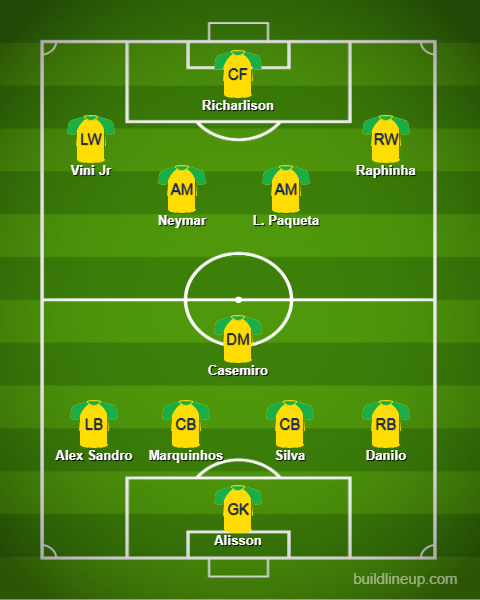 CF
Richarlison
LW
RW
Vini Jr
Raphinha
AM
AM
Neymar
L. Paqueta
DM
Casemiro
LB
CB
CB
RB
Alex Sandro
Marquinhos
Silva
Danilo
GK
Alisson
buildlineup.com